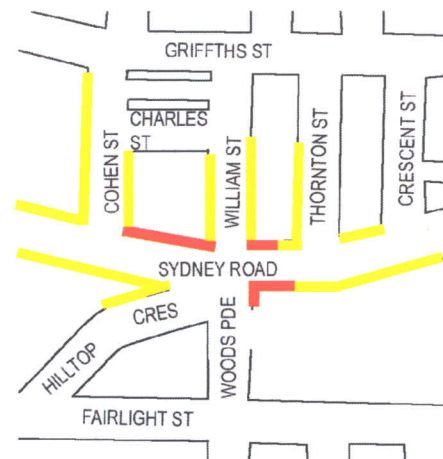 GRIFFTHS ST
CHARLES
ST
COHEN ST
WILLIAM ST
THORNTON ST
CRESCENT ST
SYDNEY ROAD
HILLTOP
CRES
WOODS PDE
FAIRLIGHT ST